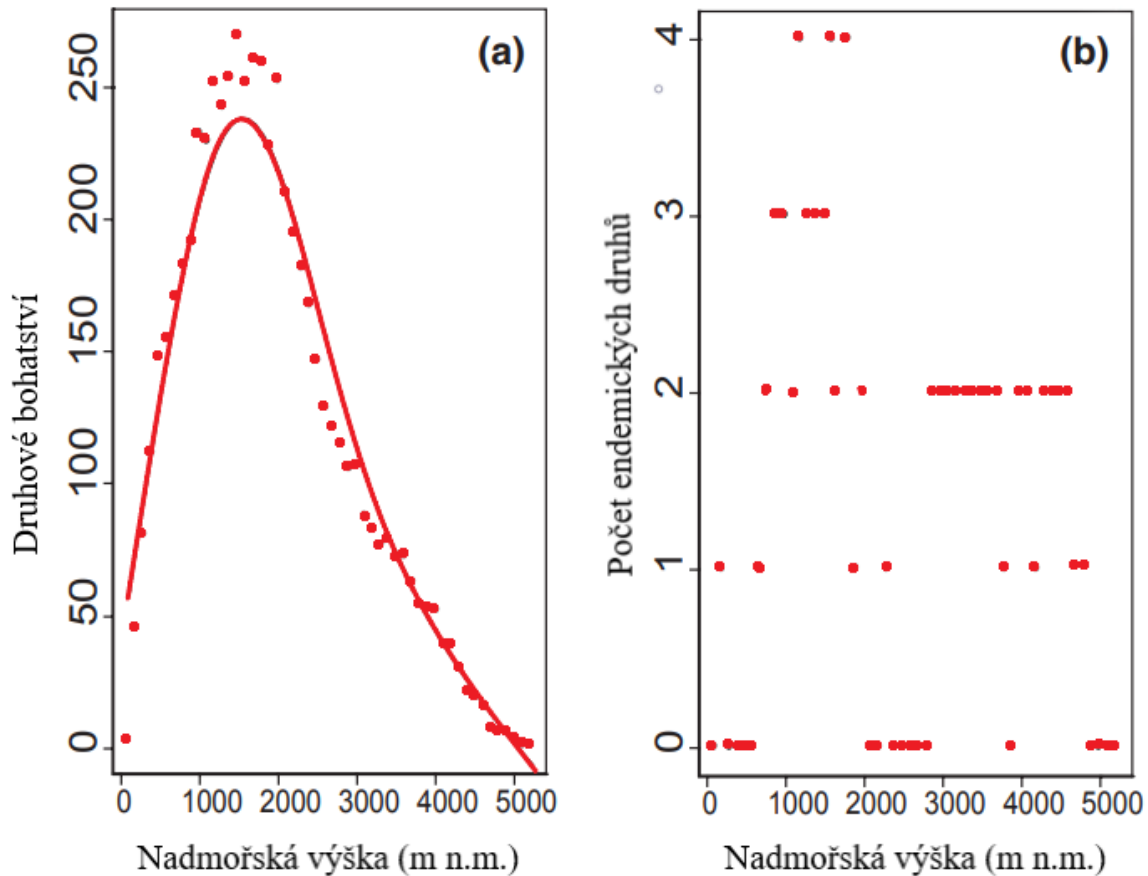 (a)
Druhové bohatství
250
200
150
100
50
0
0 1000 2000 3000 4000 5000
Nadmořská výška (m n.m.)
(b)
Počet endemických druhů
4
3
2
1
0
0 1000 2000 3000 4000 5000
Nadmořská výška (m n.m.)